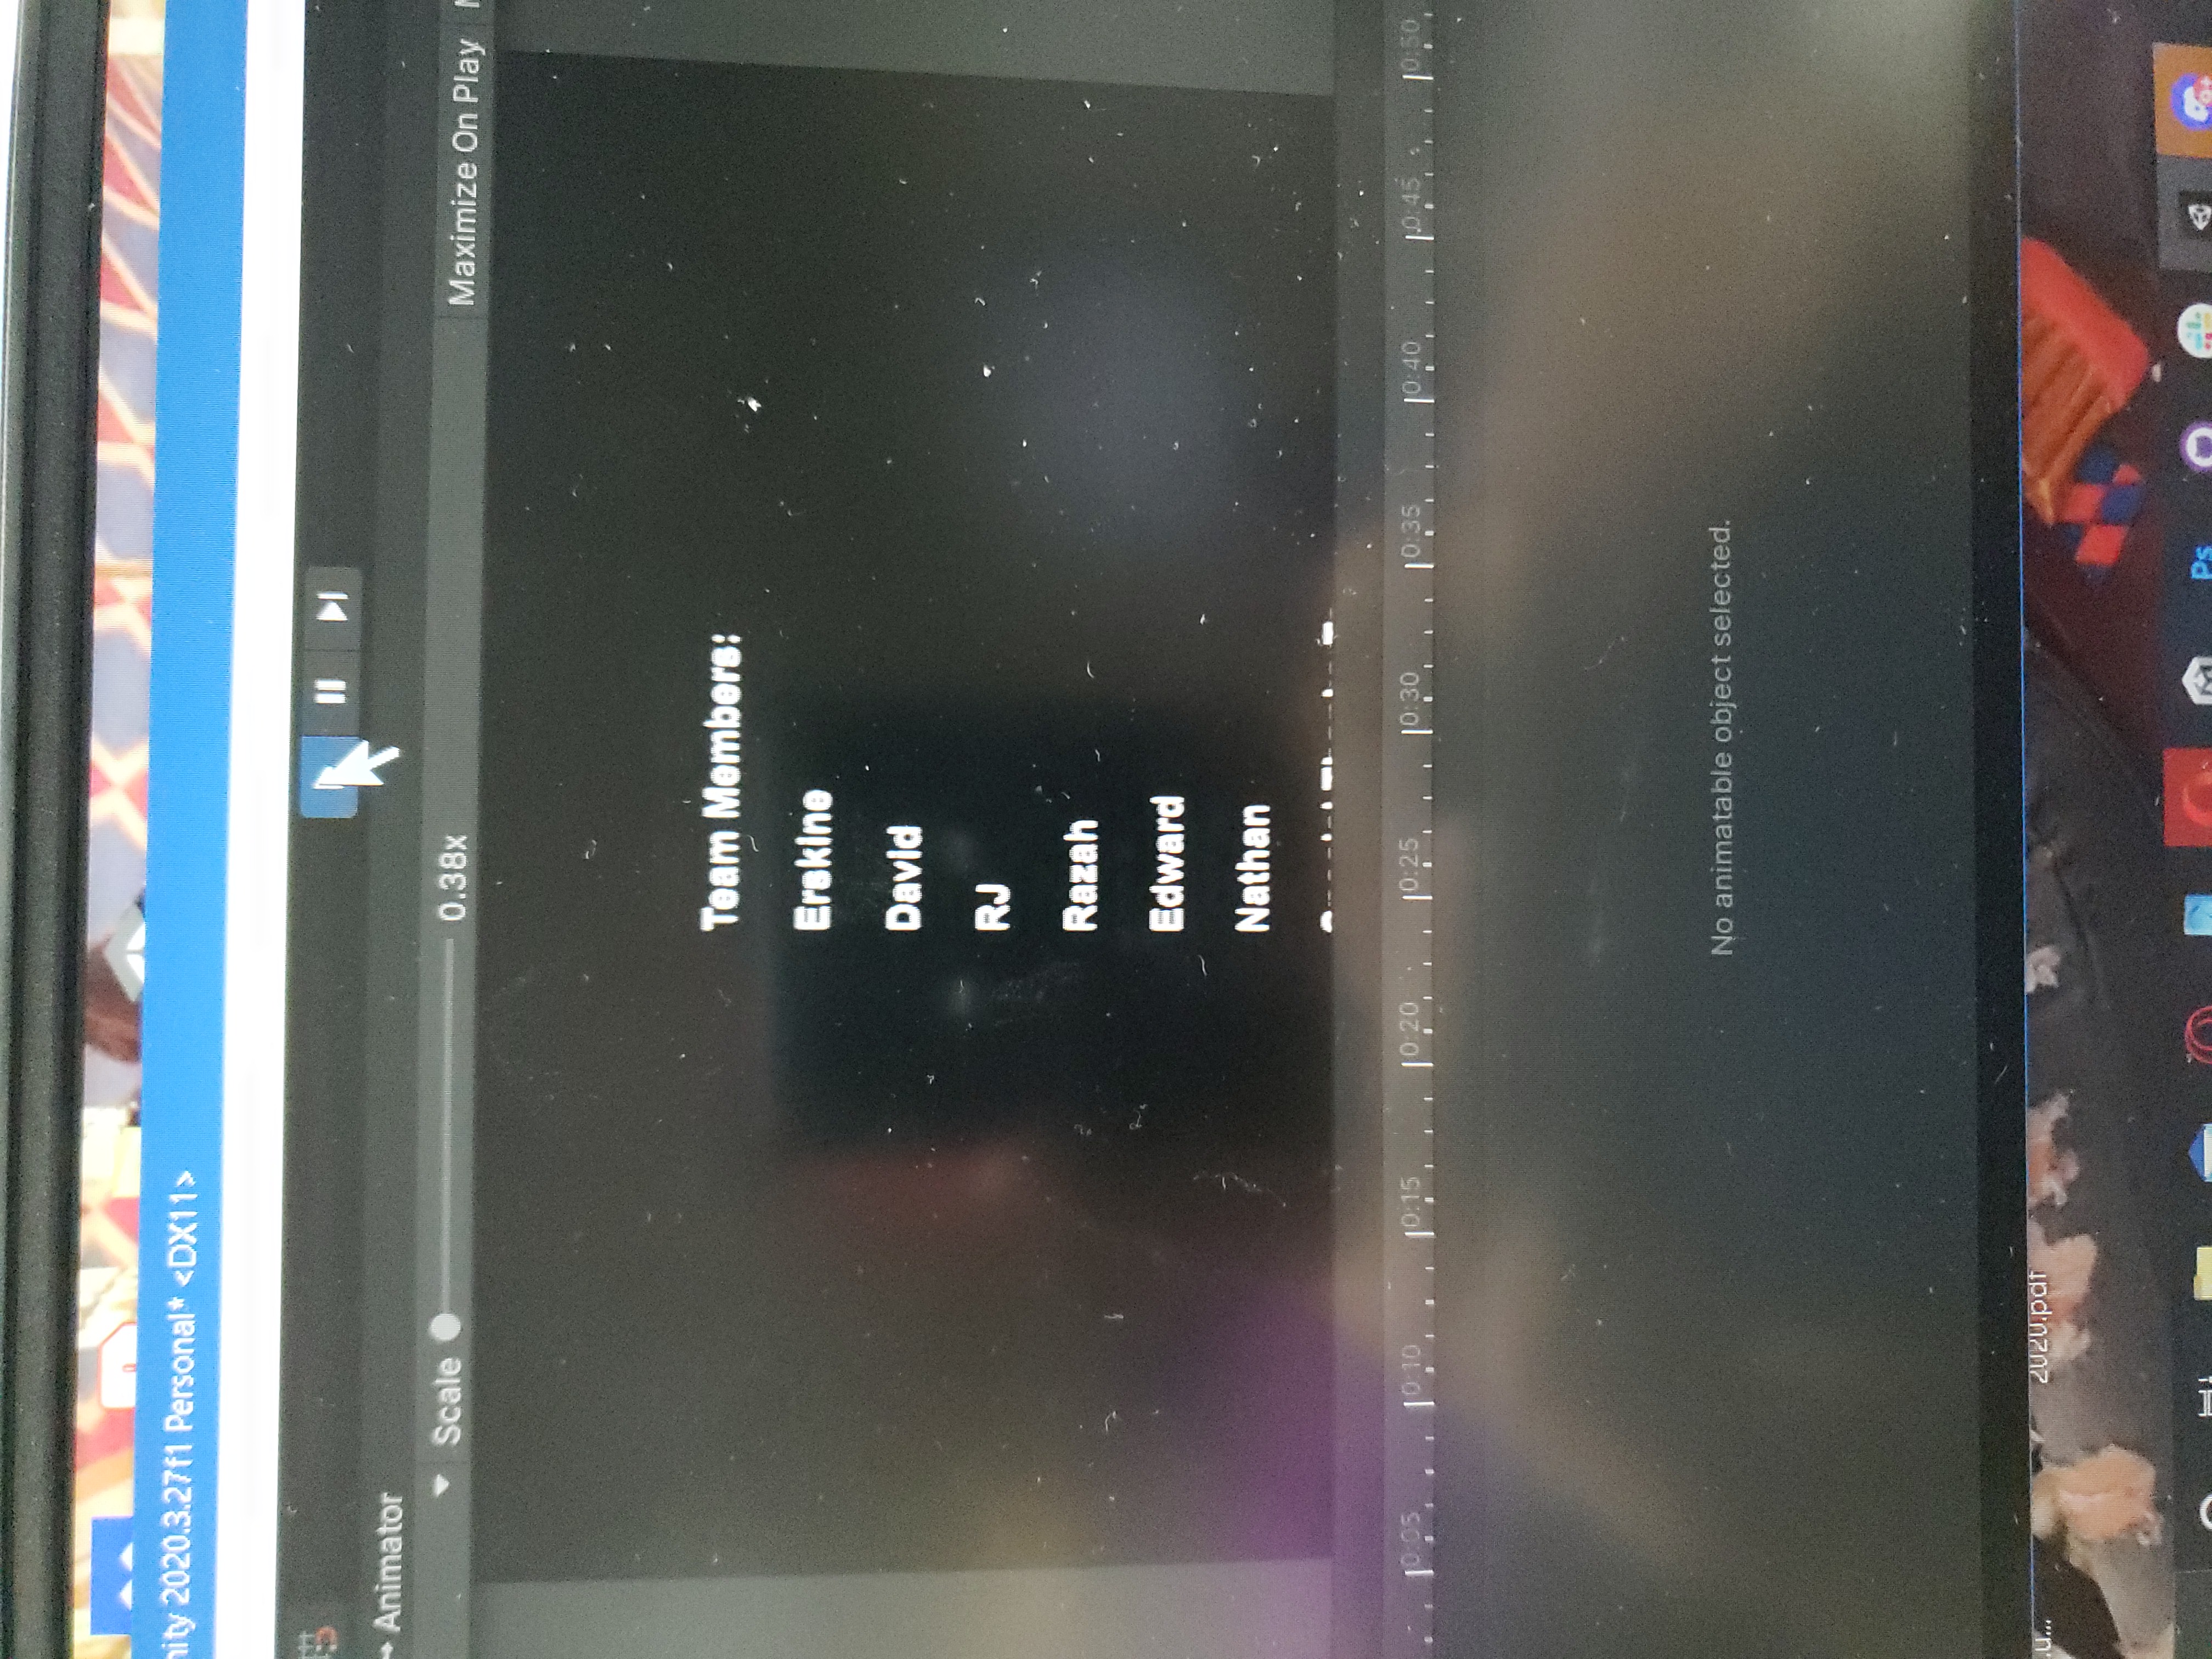 nity 2020.3.27f1 Personal* <DX11>
Animator
Scale 0.38x Maximize On Play
Team Members:
Erskine
David
RJ
Razah
Edward
Nathan
0:05 0:10 0:15 0:20 0:25 0:30 0:35 0:40 0:45 0:50
No animatable object selected.
.u... 2020.pdf
Ps